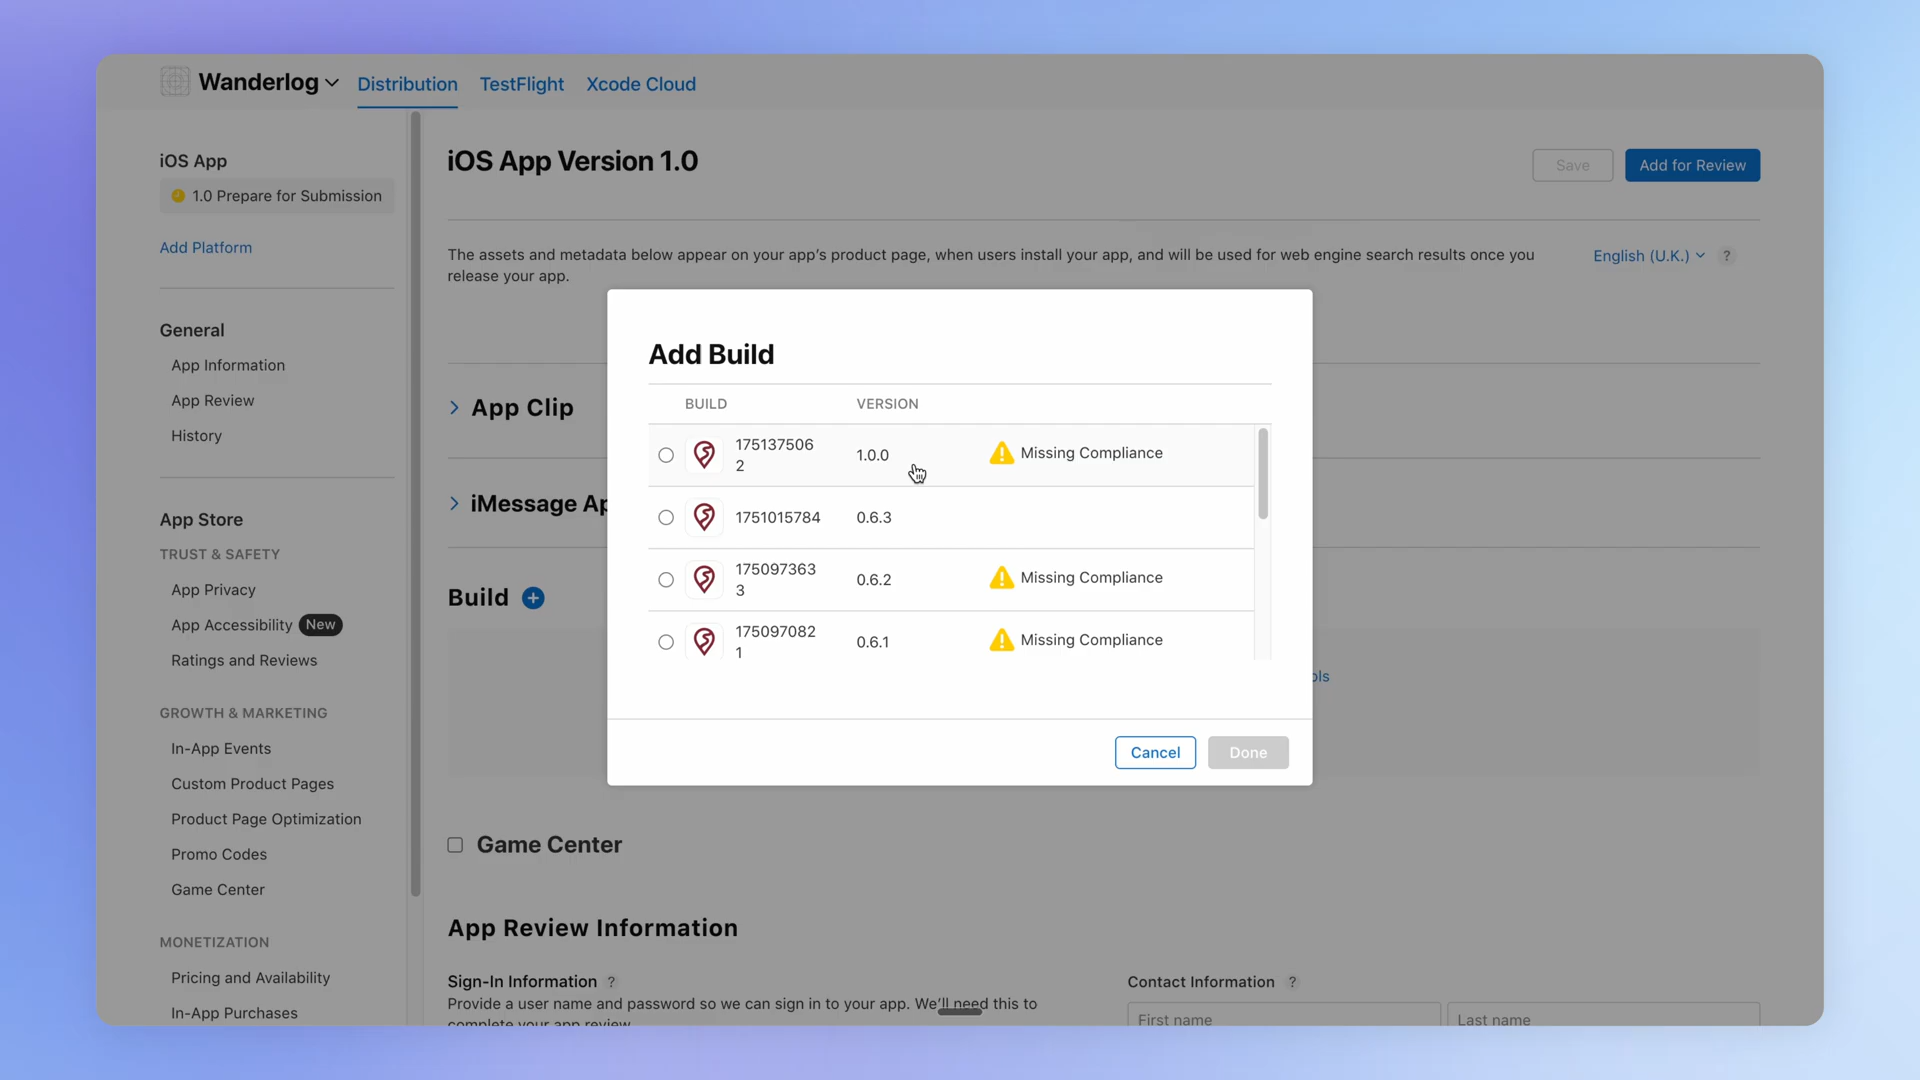 Wanderlog
Distribution
TestFlight
Xcode Cloud
iOS App
1.0 Prepare for Submission
Add Platform
General
App Information
App Review
History
App Store
TRUST & SAFETY
App Privacy
App Accessibility New
Ratings and Reviews
GROWTH & MARKETING
In-App Events
Custom Product Pages
Product Page Optimization
Promo Codes
Game Center
MONETIZATION
Pricing and Availability
In-App Purchases
iOS App Version 1.0
Save
Add for Review
The assets and metadata below appear on your app’s product page, when users install your app, and will be used for web engine search results once you
release your app.
English (U.K.)
?
App Clip
iMessage Ap
Build
Add Build
BUILD VERSION
175137506
2
1.0.0
Missing Compliance
1751015784
0.6.3
175097363
3
0.6.2
Missing Compliance
175097082
1
0.6.1
Missing Compliance
Cancel
Done
ols
Game Center
App Review Information
Sign-In Information ?
Provide a user name and password so we can sign in to your app. We’ll need this to
complete your app review
Contact Information ?
First name
Last name